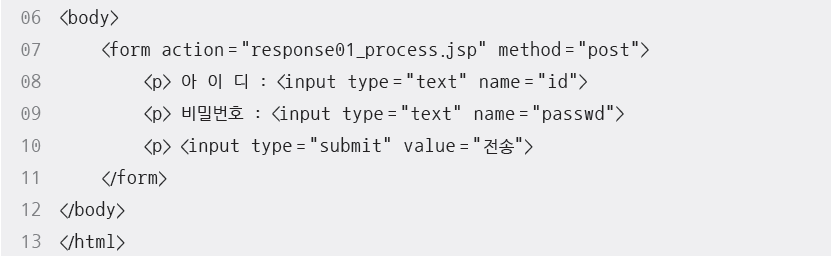 06 <body>
07 <form action="response01_process.jsp" method="post">
08 <p> 아 이 디 : <input type="text" name="id">
09 <p> 비밀번호 : <input type="text" name="passwd">
10 <p> <input type="submit" value="전송">
11 </form>
12 </body>
13 </html>